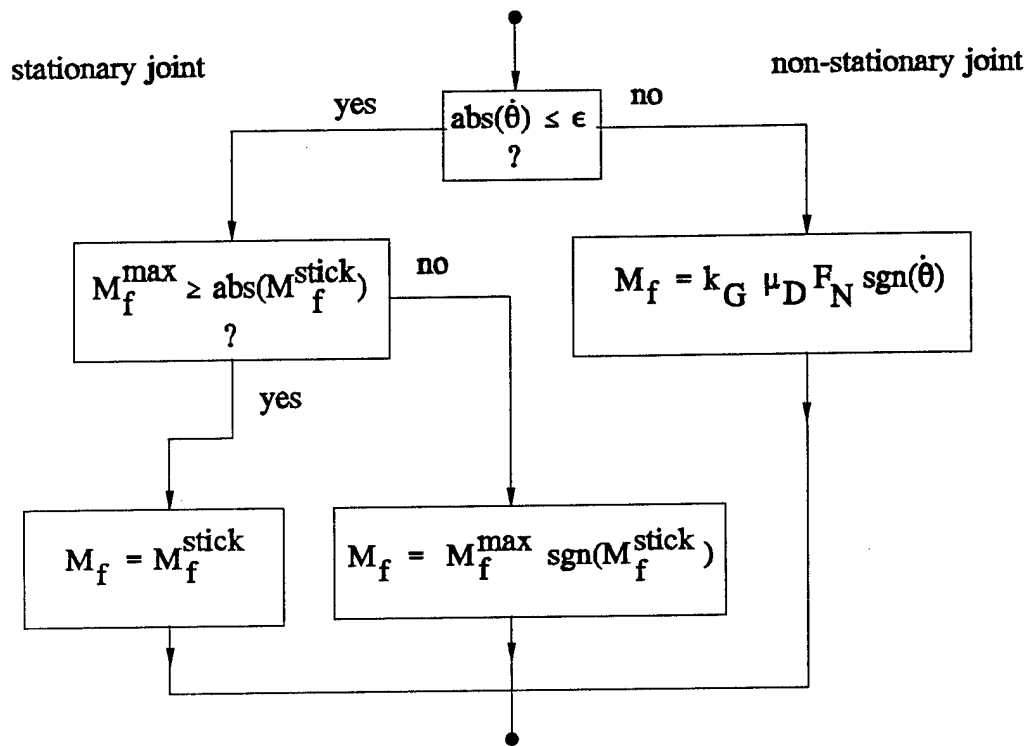 stationary joint
non-stationary joint
yes
no
abs(θ̇) ≤ ϵ
?
M_f^max ≥ abs(M_f^stick)
?
no
M_f = k_G μ_D F_N sgn(θ̇)
yes
M_f = M_f^stick
M_f = M_f^max sgn(M_f^stick)